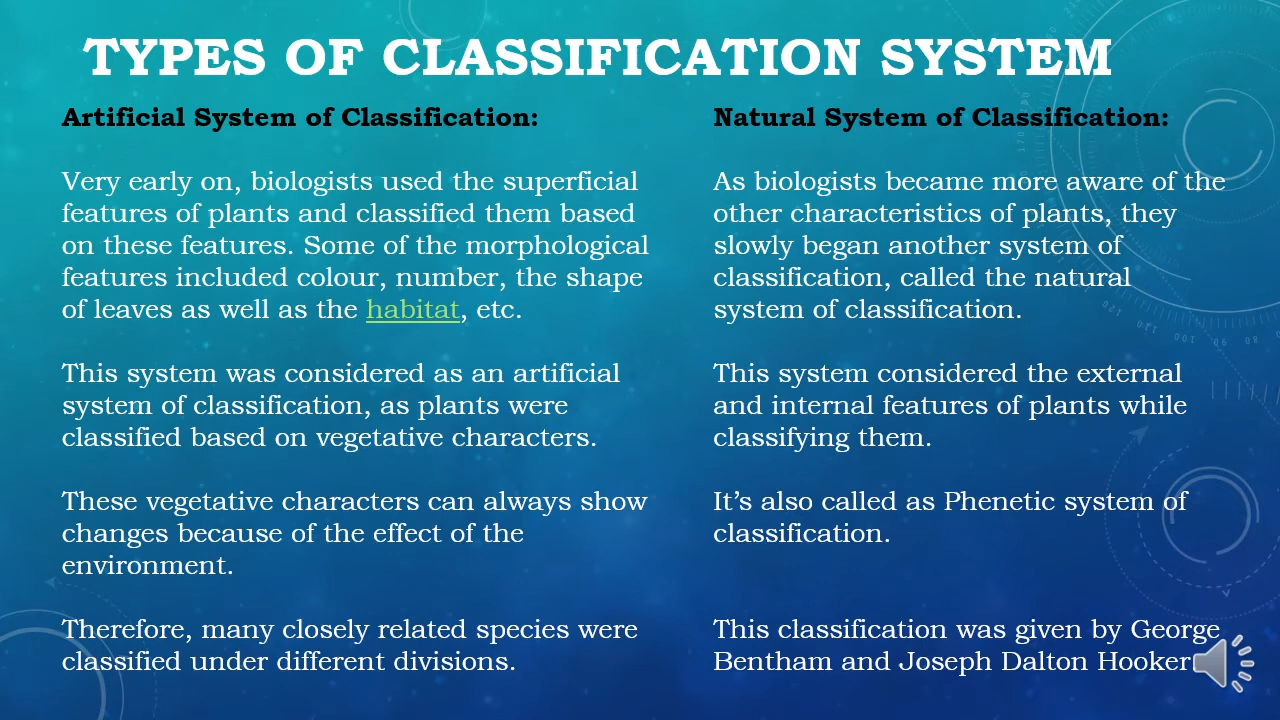 TYPES OF CLASSIFICATION SYSTEM
Artificial System of Classification:
Very early on, biologists used the superficial
features of plants and classified them based
on these features. Some of the morphological
features included colour, number, the shape
of leaves as well as the habitat, etc.
This system was considered as an artificial
system of classification, as plants were
classified based on vegetative characters.
These vegetative characters can always show
changes because of the effect of the
environment.
Therefore, many closely related species were
classified under different divisions.
Natural System of Classification:
As biologists became more aware of the
other characteristics of plants, they
slowly began another system of
classification, called the natural
system of classification.
This system considered the external
and internal features of plants while
classifying them.
It’s also called as Phenetic system of
classification.
This classification was given by George
Bentham and Joseph Dalton Hooker.